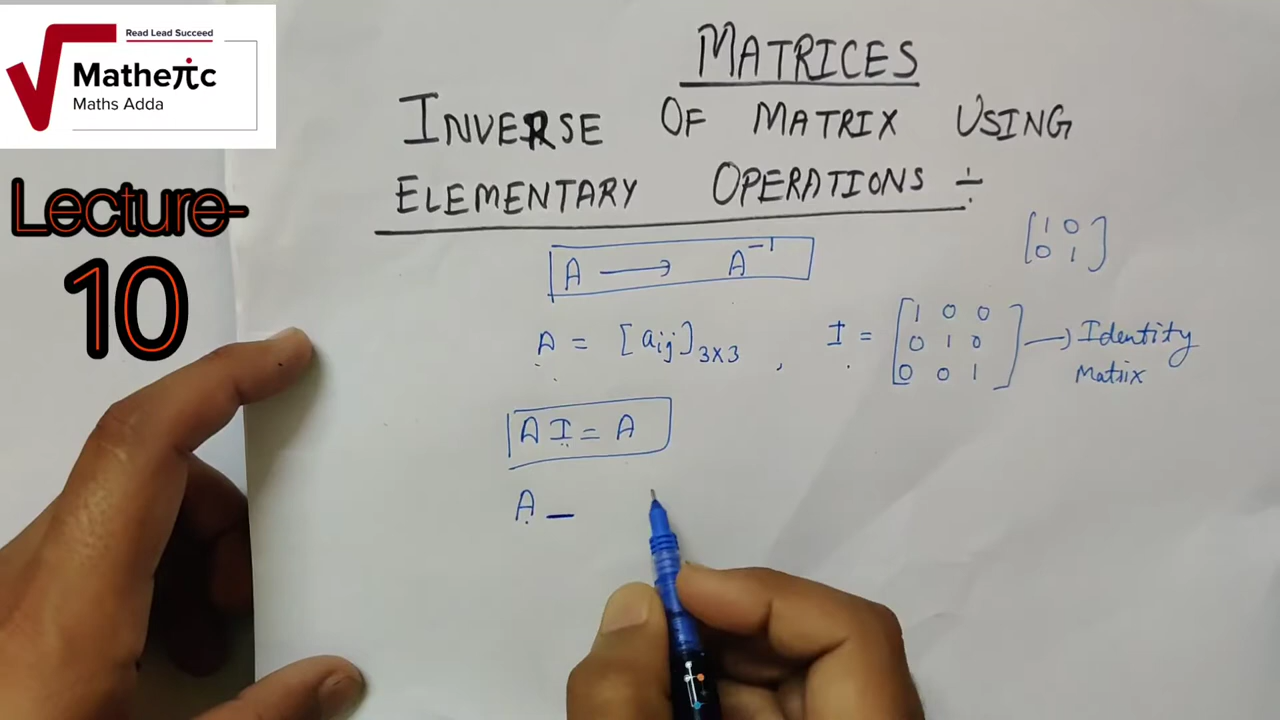 Read Lead Succeed
Matheπc
Maths Adda
Lecture-
10
MATRICES
INVERSE OF MATRIX USING
ELEMENTARY OPERATIONS ÷
A → A⁻¹
[1 0
0 1]
A = [aij]3×3 , I = [1 0 0
0 1 0
0 0 1] → Identity
Matrix
A I = A
A _